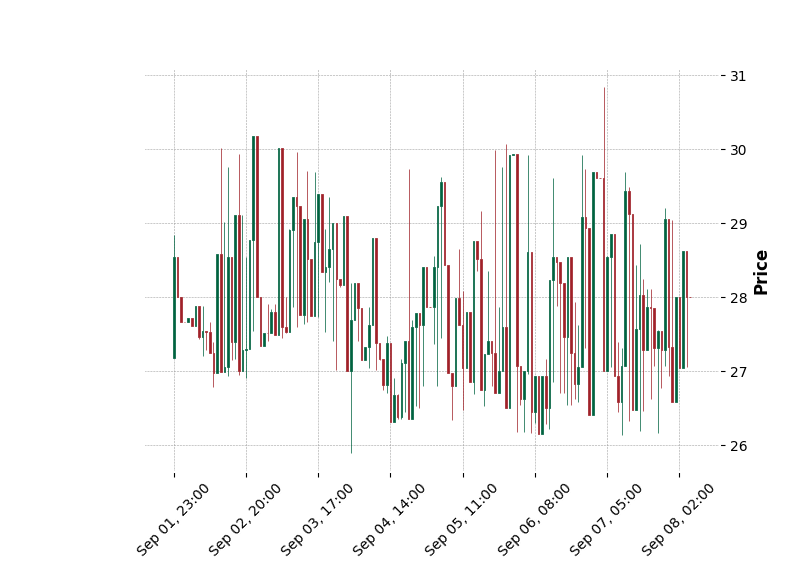 31
30
29
28
27
26
Price
Sep 01, 23:00
Sep 02, 20:00
Sep 03, 17:00
Sep 04, 14:00
Sep 05, 11:00
Sep 06, 08:00
Sep 07, 05:00
Sep 08, 02:00